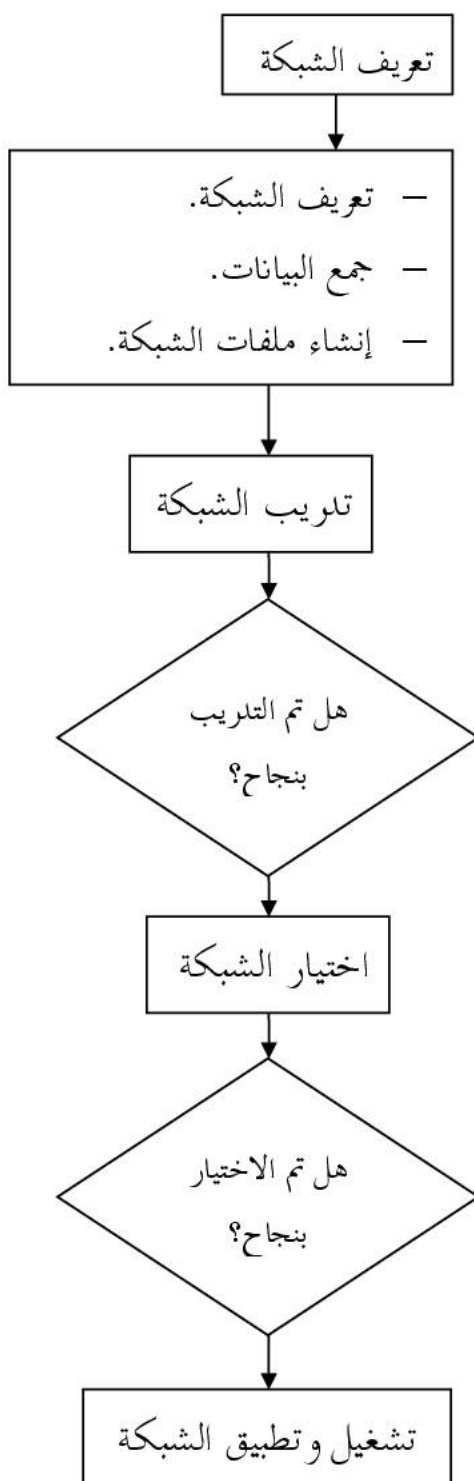 تعريف الشبكة
– تعريف الشبكة.
– جمع البيانات.
– إنشاء ملفات الشبكة.
تدريب الشبكة
هل تم التدريب
بنجاح؟
اختيار الشبكة
هل تم الاختيار
بنجاح؟
تشغيل وتطبيق الشبكة